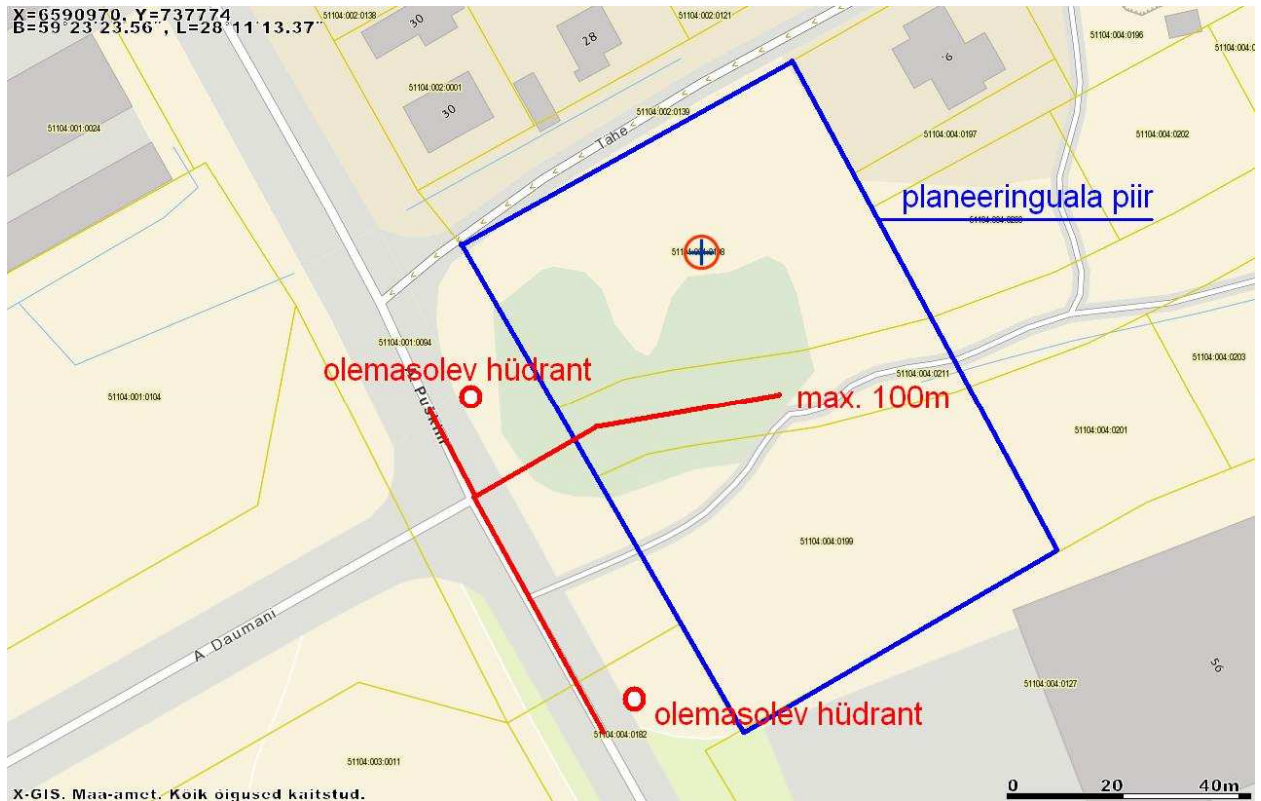 X=6590970, Y=737774
B=59°23'23.56", L=28°11'13.37"
51104:002:0138
30
28
51104:002:0121
51104:004:0196
51104:002:0001
30
9
51104:001:0024
51104:002:0139
Tähe
51104:004:0197
51104:004:0202
planeeringuala piir
51104:001:0094
olemasolev hüdrant
Puškini
51104:001:0104
max. 100m
51104:004:0211
51104:004:0203
51104:004:0201
51104:004:0199
A Daumani
56
51104:004:0127
olemasolev hüdrant
51104:004:0182
51104:003:0011
X-GIS. Maa-amet. Kõik õigused kaitstud.
0 20 40m